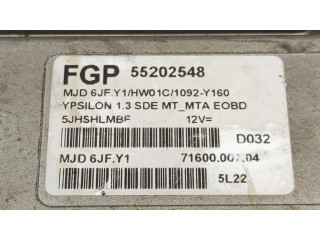 FGP 55202548
MJD 6JF.Y1/HW01C/1092-Y160
YPSILON 1.3 SDE MT_MTA EOBD
5JHSHLMBF 12V=
D032
MJD 6JF.Y1 71600.007.04
5L22